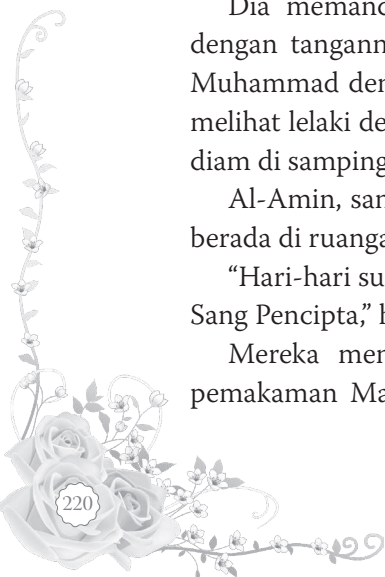 Dia memand
dengan tangann
Muhammad den
melihat lelaki de
diam di samping
Al-Amin, san
berada di ruanga
“Hari-hari su
Sang Pencipta,” h
Mereka men
pemakaman Ma
220